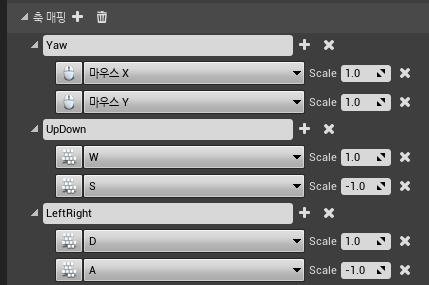 축 매핑
Yaw
마우스 X Scale 1.0
마우스 Y Scale 1.0
UpDown
W Scale 1.0
S Scale -1.0
LeftRight
D Scale 1.0
A Scale -1.0